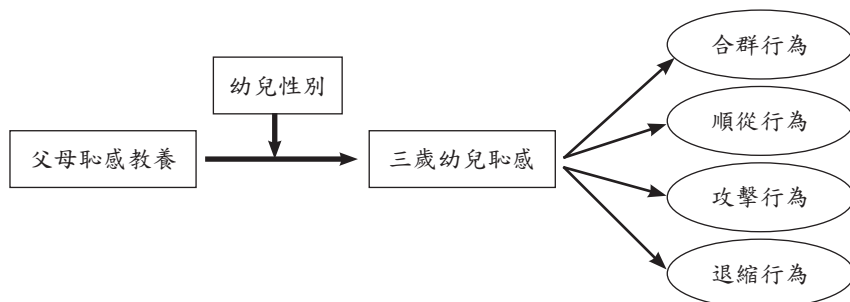 幼兒性別
父母恥感教養
三歲幼兒恥感
合群行為
順從行為
攻擊行為
退縮行為